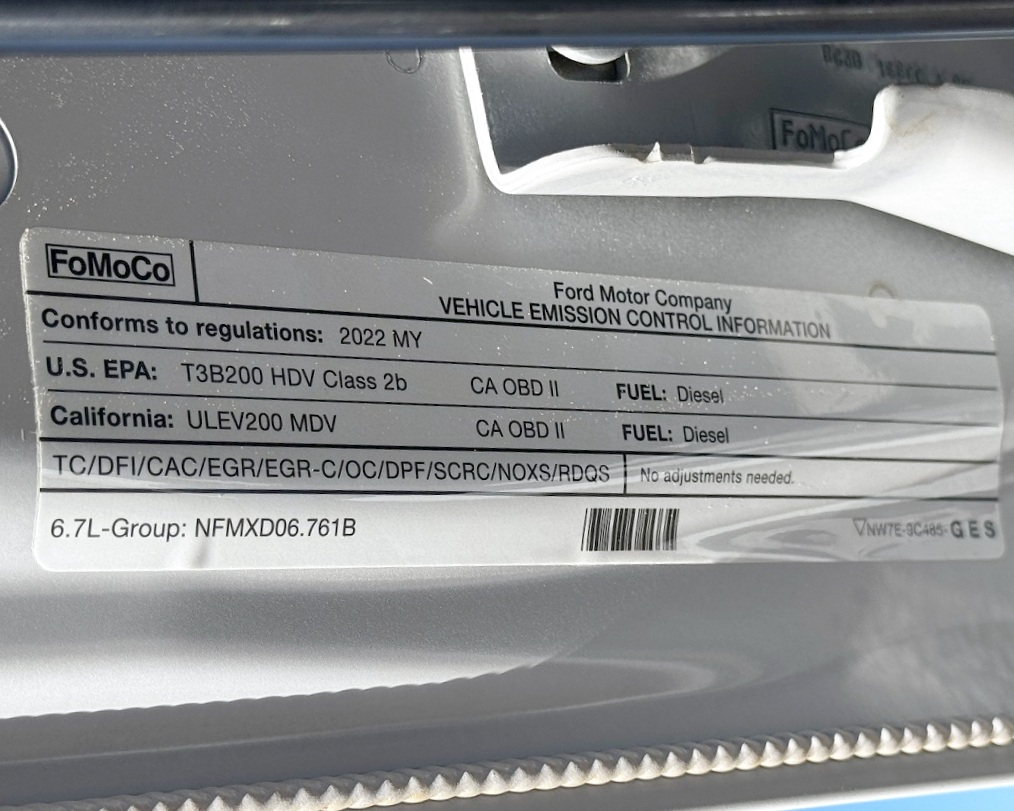 FoMoCo
FoMoCo
Ford Motor Company
VEHICLE EMISSION CONTROL INFORMATION
Conforms to regulations: 2022 MY
U.S. EPA: T3B200 HDV Class 2b CA OBD II FUEL: Diesel
California: ULEV200 MDV CA OBD II FUEL: Diesel
TC/DFI/CAC/EGR/EGR-C/OC/DPF/SCRC/NOXS/RDQS No adjustments needed.
6.7L-Group: NFMXD06.761B NW7E-9C485-GES